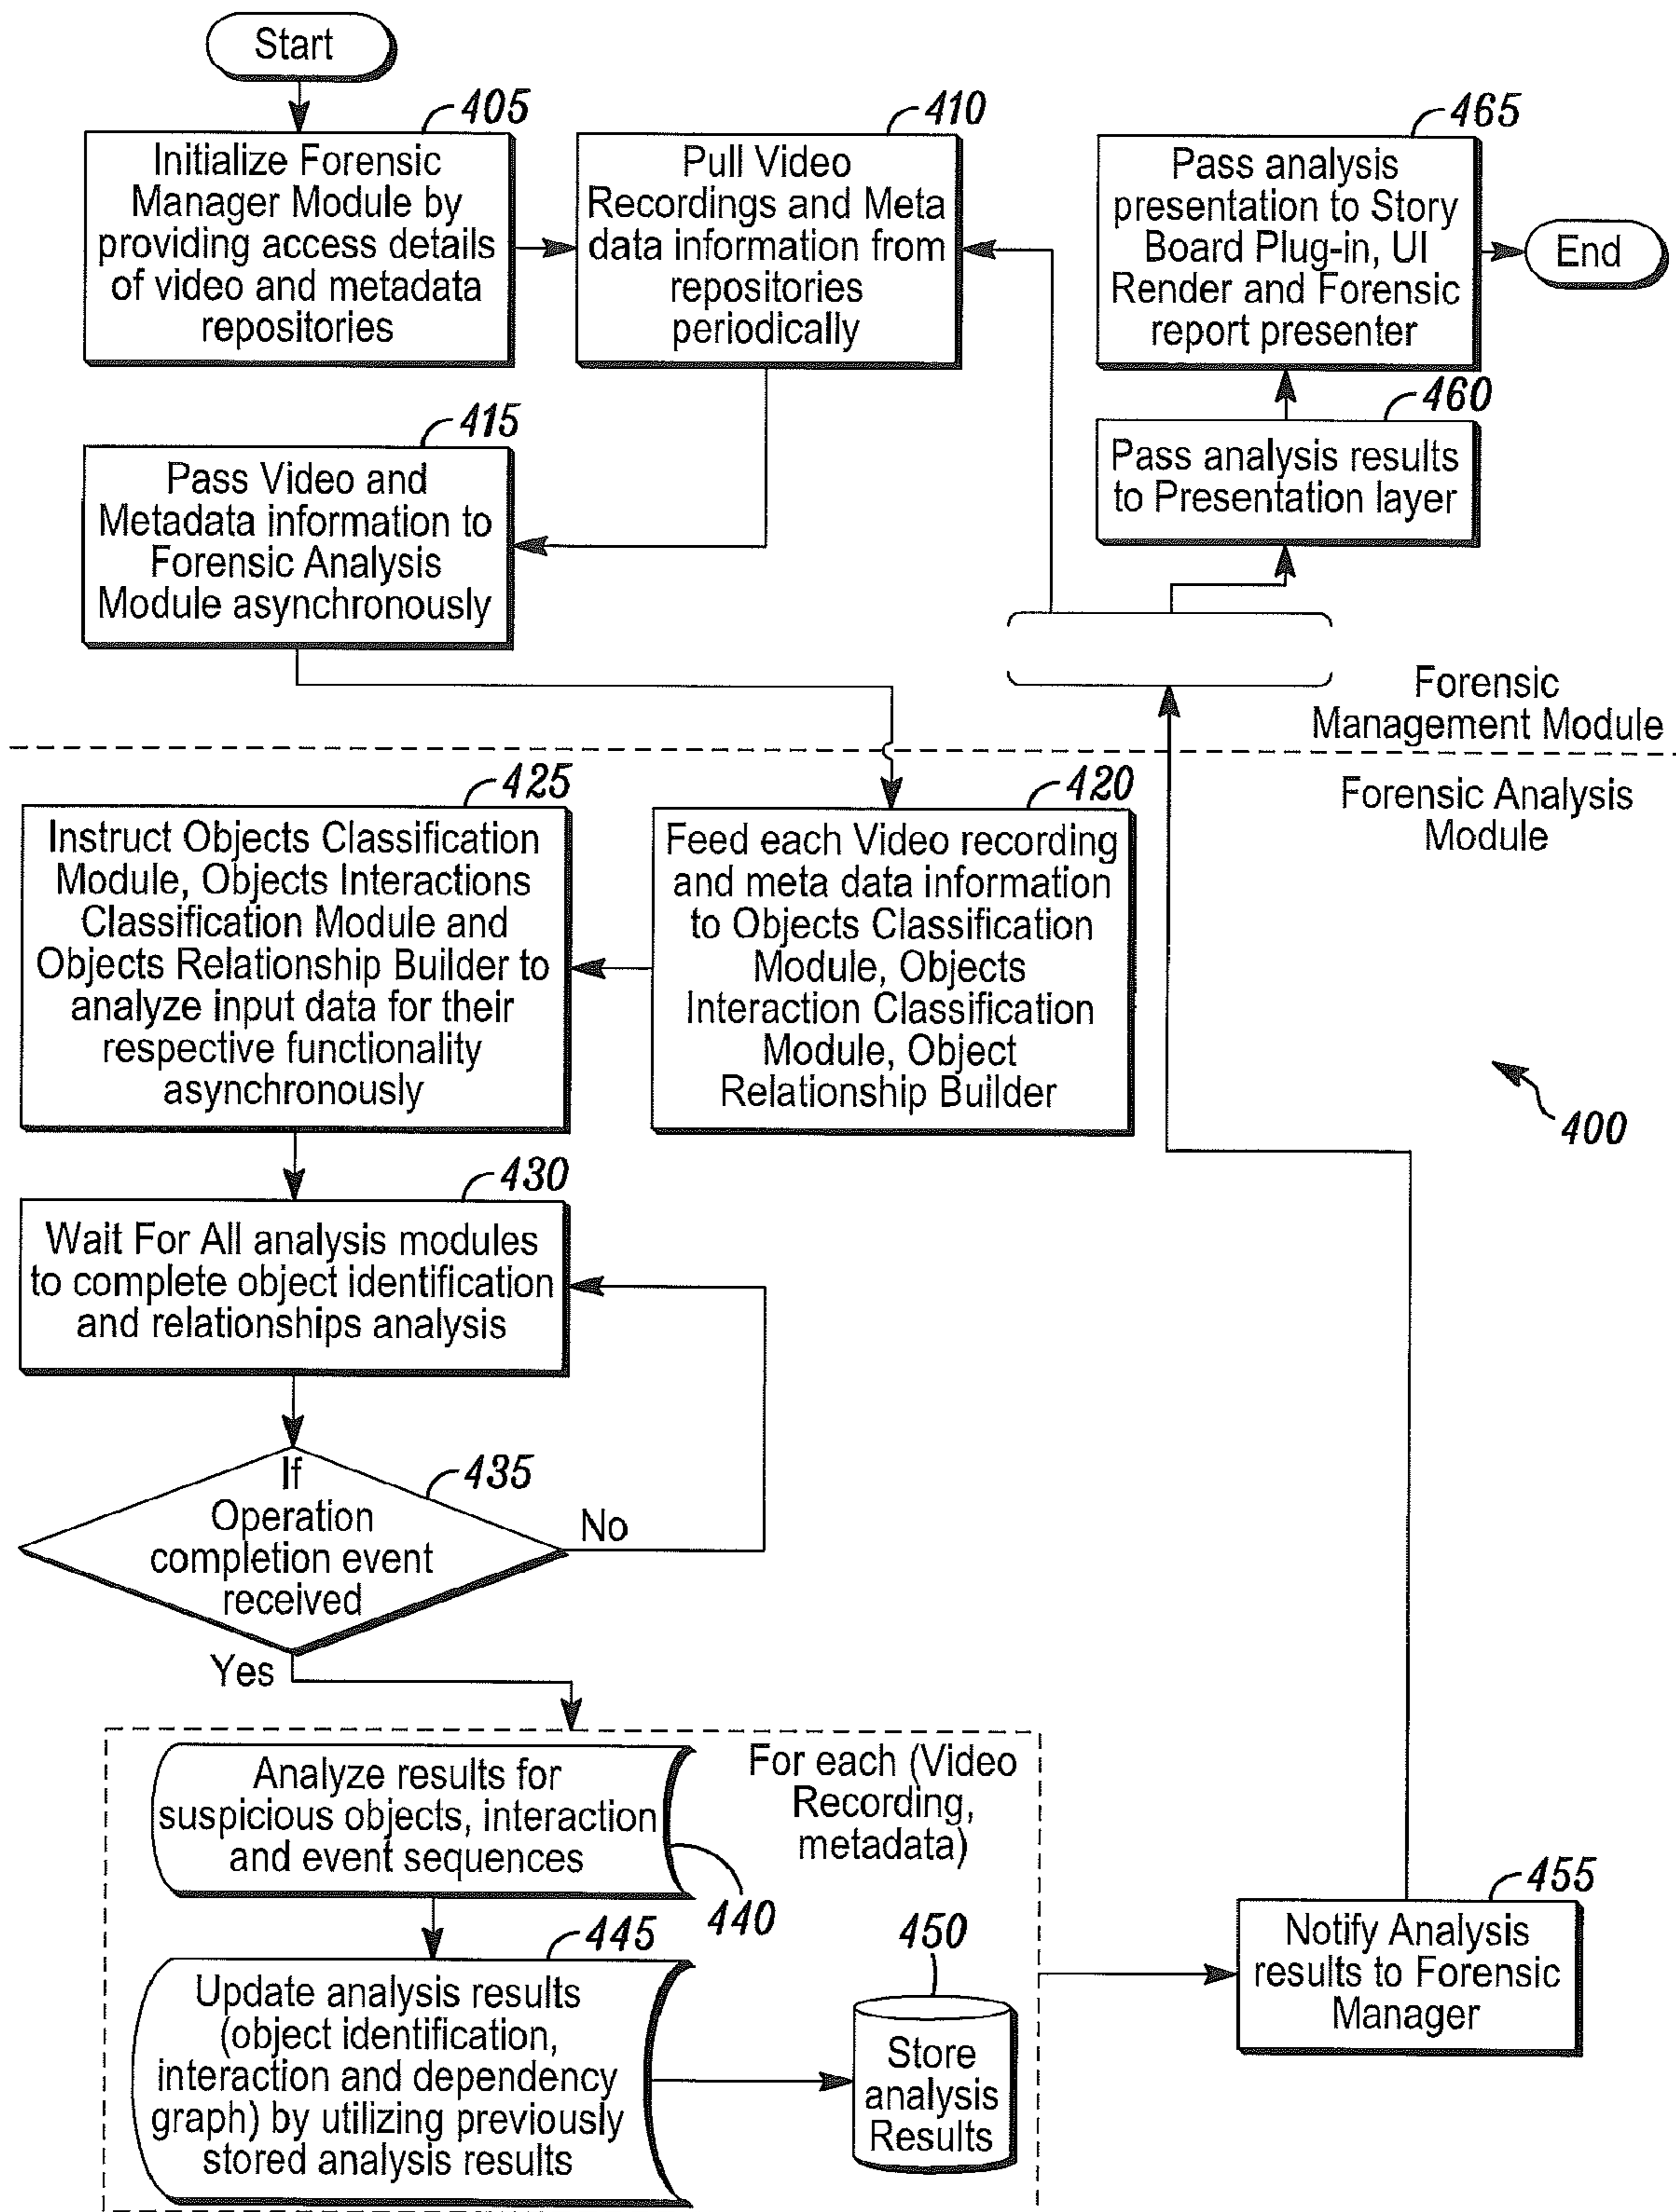 Start
405
Initialize Forensic
Manager Module by
providing access details
of video and metadata
repositories
410
Pull Video
Recordings and Meta
data information from
repositories
periodically
465
Pass analysis
presentation to Story
Board Plug-in, UI
Render and Forensic
report presenter
End
415
Pass Video and
Metadata information to
Forensic Analysis
Module asynchronously
460
Pass analysis results
to Presentation layer
Forensic
Management Module
Forensic Analysis
Module
425
Instruct Objects Classification
Module, Objects Interactions
Classification Module and
Objects Relationship Builder to
analyze input data for their
respective functionality
asynchronously
420
Feed each Video recording
and meta data information
to Objects Classification
Module, Objects
Interaction Classification
Module, Object
Relationship Builder
400
430
Wait For All analysis modules
to complete object identification
and relationships analysis
435
If
Operation
completion event
received
No
Yes
Analyze results for
suspicious objects, interaction
and event sequences
440
For each (Video
Recording,
metadata)
445
Update analysis results
(object identification,
interaction and dependency
graph) by utilizing previously
stored analysis results
450
Store
analysis
Results
455
Notify Analysis
results to Forensic
Manager